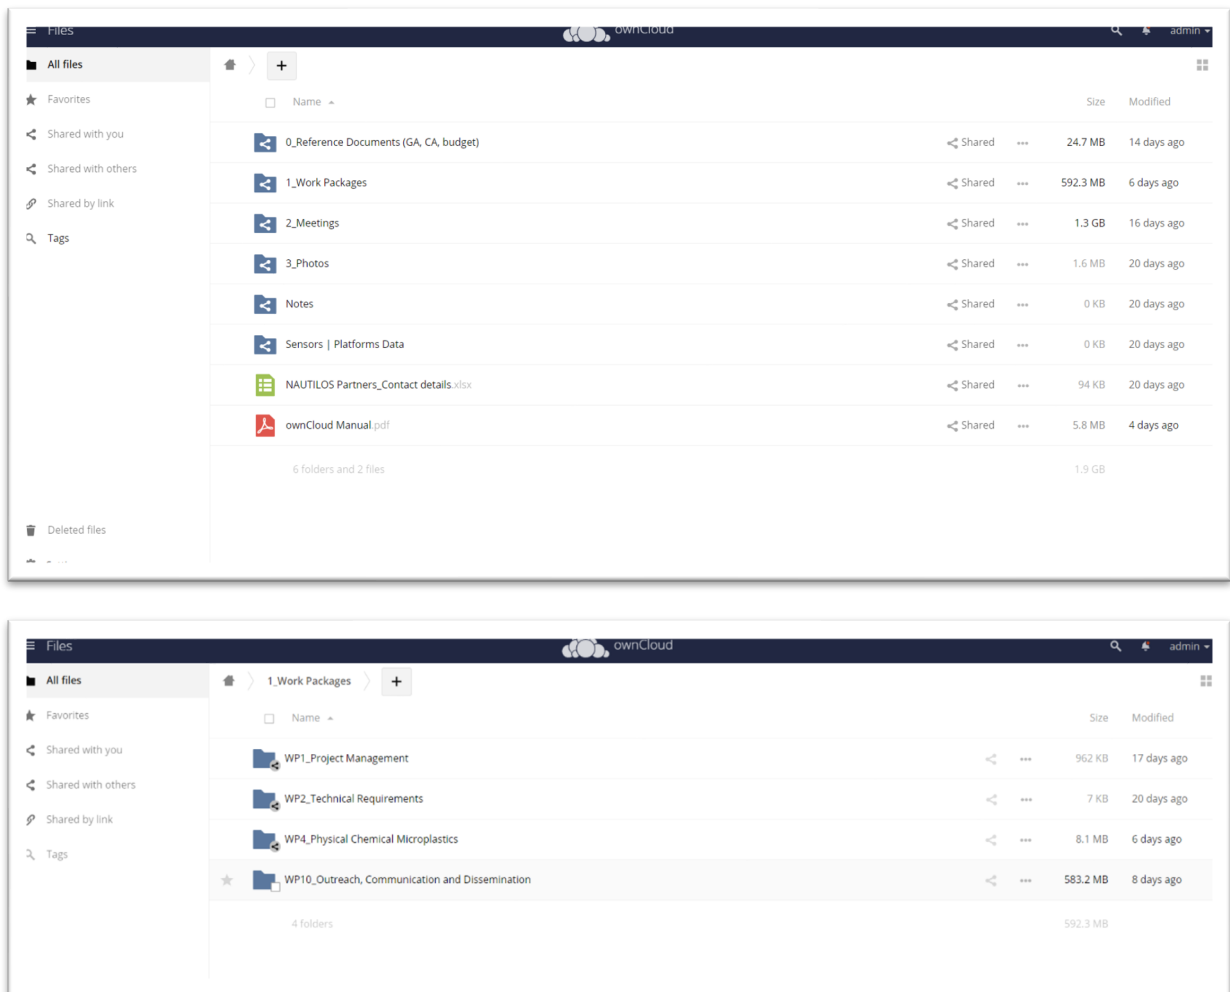 Files ownCloud admin
All files
Favorites
Shared with you
Shared with others
Shared by link
Tags
Name Size Modified
0_Reference Documents (GA, CA, budget) Shared 24.7 MB 14 days ago
1_Work Packages Shared 592.3 MB 6 days ago
2_Meetings Shared 1.3 GB 16 days ago
3_Photos Shared 1.6 MB 20 days ago
Notes Shared 0 KB 20 days ago
Sensors | Platforms Data Shared 0 KB 20 days ago
NAUTILOS Partners_Contact details.xlsx Shared 94 KB 20 days ago
ownCloud Manual.pdf Shared 5.8 MB 4 days ago
6 folders and 2 files 1.9 GB
Deleted files
Files ownCloud admin
All files
Favorites
Shared with you
Shared with others
Shared by link
Tags
1_Work Packages
Name Size Modified
WP1_Project Management 962 KB 17 days ago
WP2_Technical Requirements 7 KB 20 days ago
WP4_Physical Chemical Microplastics 8.1 MB 6 days ago
WP10_Outreach, Communication and Dissemination 583.2 MB 8 days ago
4 folders 592.3 MB